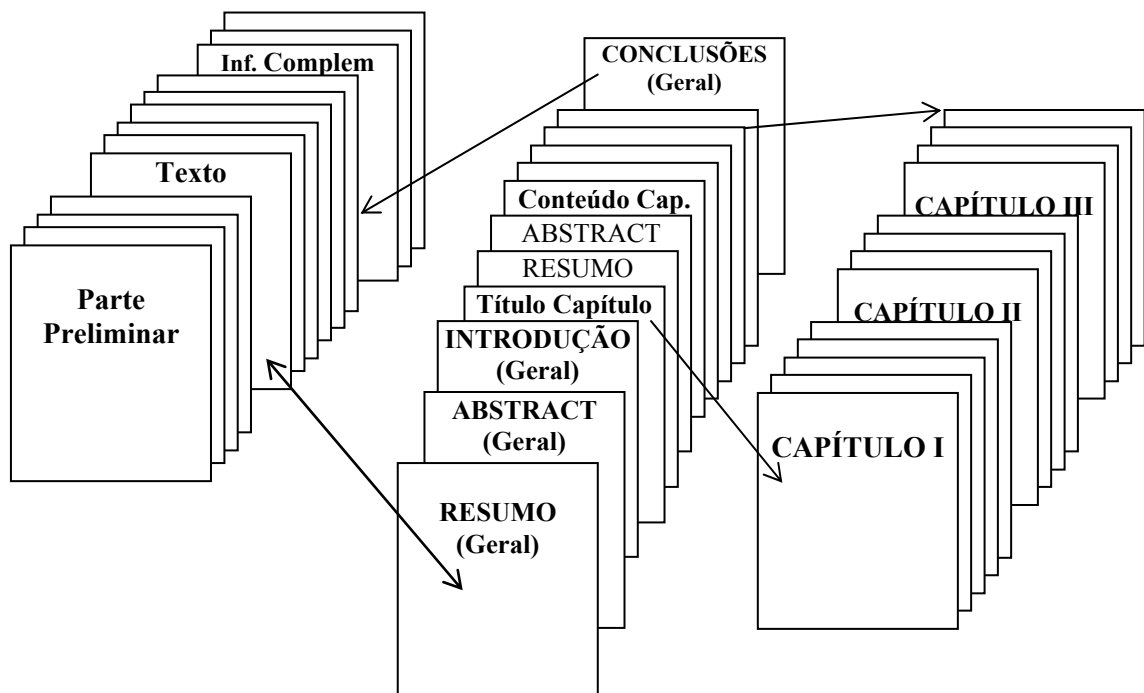 Inf. Complem
Texto
Parte
Preliminar
CONCLUSÕES
(Geral)
Conteúdo Cap.
ABSTRACT
RESUMO
Título Capítulo
INTRODUÇÃO
(Geral)
ABSTRACT
(Geral)
RESUMO
(Geral)
CAPÍTULO III
CAPÍTULO II
CAPÍTULO I